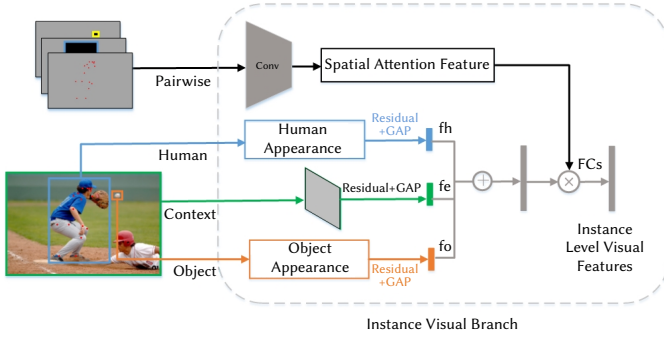 Conv
Spatial Attention Feature
Pairwise
Residual
+GAP
Human
Appearance
fh
Human
Residual+GAP
fe
FCs
Context
Instance
Level Visual
Features
Object
Appearance
fo
Object
Residual
+GAP
Instance Visual Branch